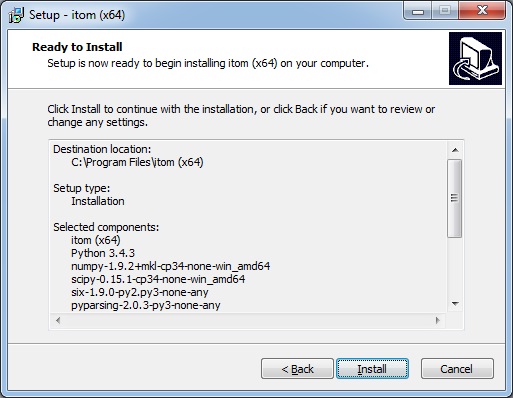 Setup - itom (x64)
Ready to Install
Setup is now ready to begin installing itom (x64) on your computer.
Click Install to continue with the installation, or click Back if you want to review or
change any settings.
Destination location:
C:\Program Files\itom (x64)
Setup type:
Installation
Selected components:
itom (x64)
Python 3.4.3
numpy-1.9.2+mkl-cp34-none-win_amd64
scipy-0.15.1-cp34-none-win_amd64
six-1.9.0-py2.py3-none-any
pyparsing-2.0.3-py3-none-any
< Back
Install
Cancel